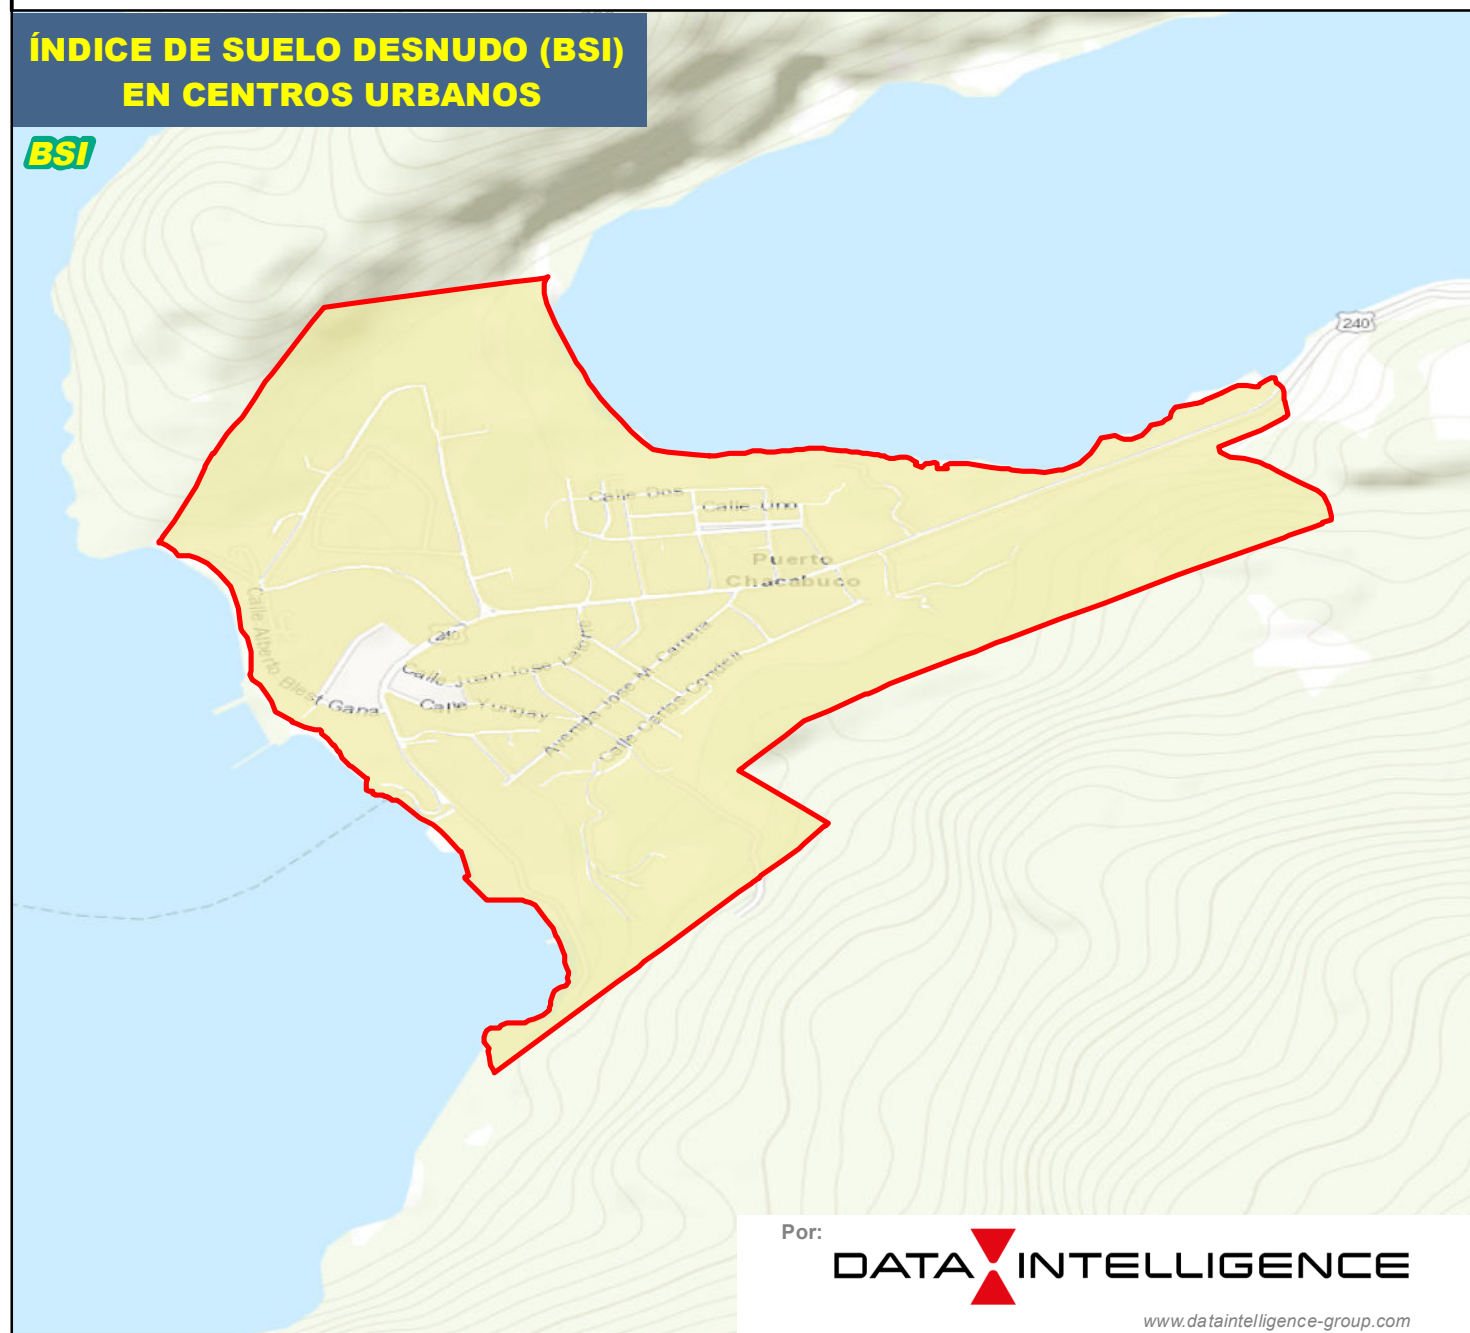 ÍNDICE DE SUELO DESNUDO (BSI)
EN CENTROS URBANOS
BSI
240
Calle Dos
Calle Uno
Puerto
Chacabuco
Calle Alberto Blest Gana
240
Calle Juan José Latorre
Calle Yungay
Avenida José M. Carrera
Calle Carlos Condell
Por:
DATA INTELLIGENCE
www.dataintelligence-group.com